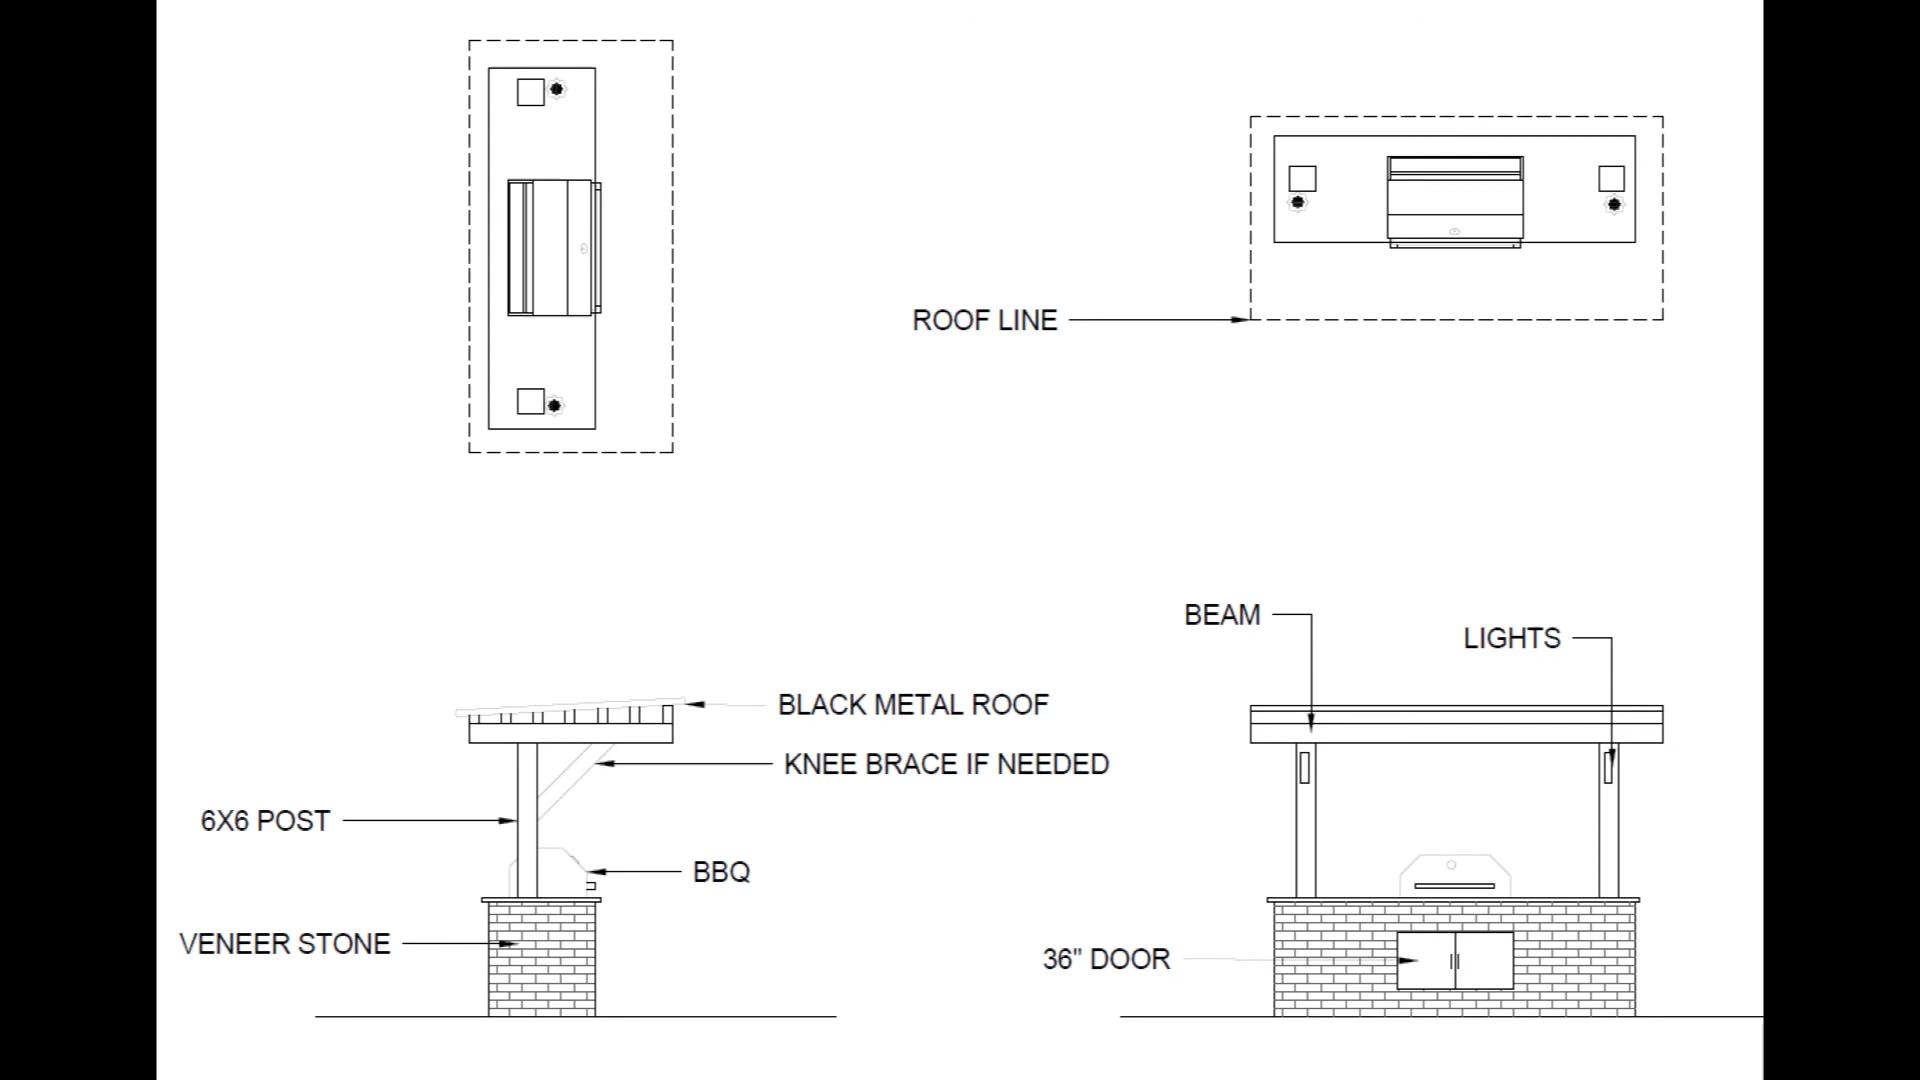 ROOF LINE
BEAM
LIGHTS
BLACK METAL ROOF
KNEE BRACE IF NEEDED
6X6 POST
BBQ
VENEER STONE
36" DOOR